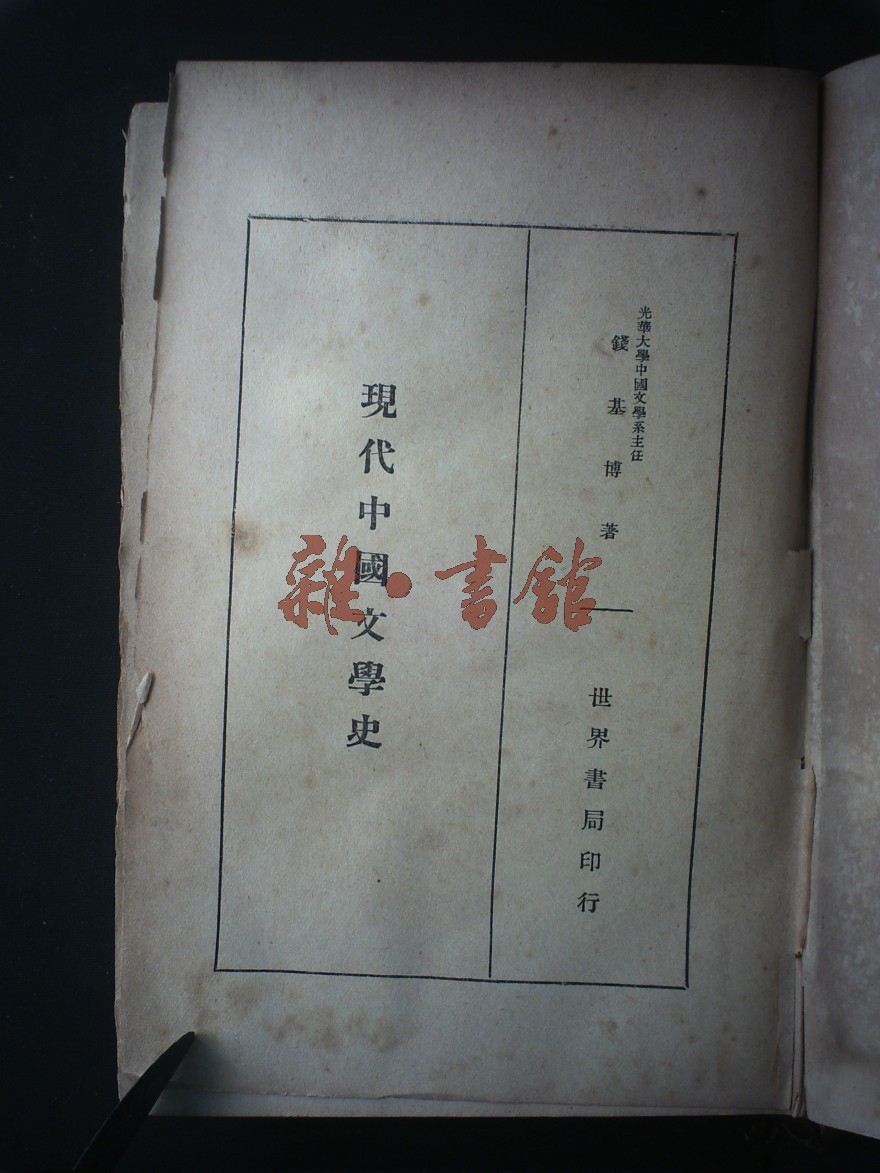 光華大學中國文學系主任
錢基博著
世界書局印行
現代中國文學史
雜·書館